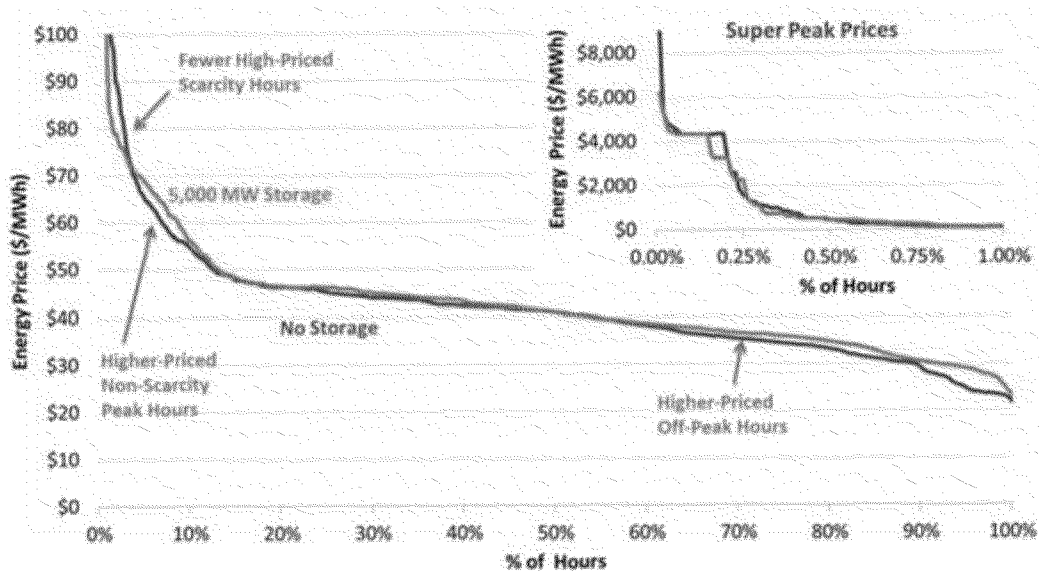 $100
$90
$80
$70
$60
$50
$40
$30
$20
$10
$0
Energy Price ($/MWh)
0%
10%
20%
30%
40%
50%
60%
70%
80%
90%
100%
% of Hours
Fewer High-Priced
Scarcity Hours
5,000 MW Storage
No Storage
Higher-Priced
Non-Scarcity
Peak Hours
Higher-Priced
Off-Peak Hours
Super Peak Prices
Energy Price ($/MWh)
$8,000
$6,000
$4,000
$2,000
$0
0.00%
0.25%
0.50%
0.75%
1.00%
% of Hours